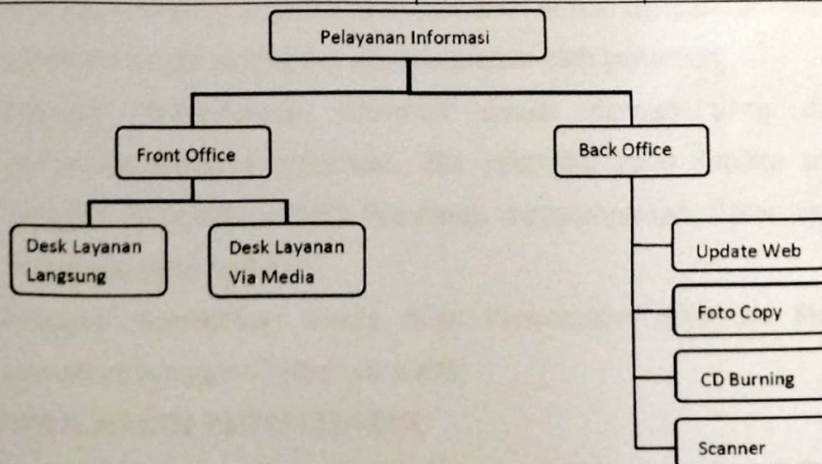 Pelayanan Informasi
Front Office
Back Office
Desk Layanan
Langsung
Desk Layanan
Via Media
Update Web
Foto Copy
CD Burning
Scanner